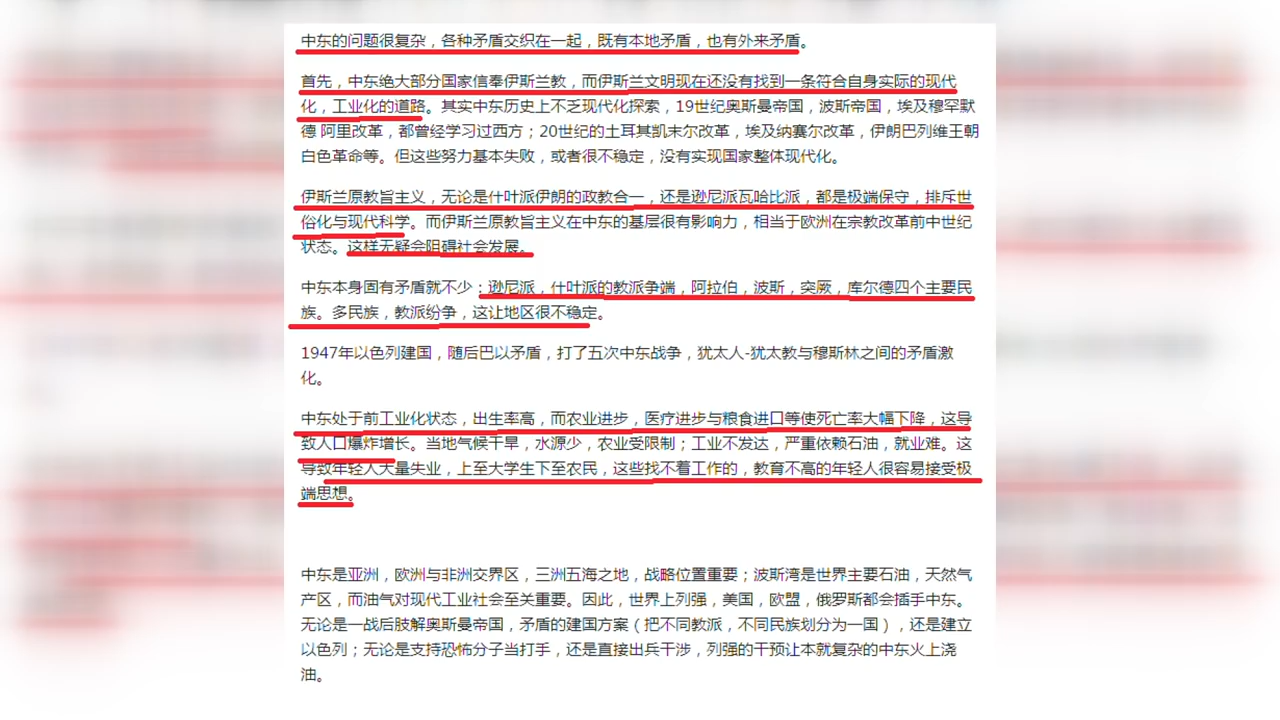 中东的问题很复杂，各种矛盾交织在一起，既有本地矛盾，也有外来矛盾。
首先，中东绝大部分国家信奉伊斯兰教，而伊斯兰文明现在还没有找到一条符合自身实际的现代
化，工业化的道路。其实中东历史上不乏现代化探索，19世纪奥斯曼帝国，波斯帝国，埃及穆罕默
德 阿里改革，都曾经学习过西方；20世纪的土耳其凯末尔改革，埃及纳赛尔改革，伊朗巴列维王朝
白色革命等。但这些努力基本失败，或者很不稳定，没有实现国家整体现代化。
伊斯兰原教旨主义，无论是什叶派伊朗的政教合一，还是逊尼派瓦哈比派，都是极端保守，排斥世
俗化与现代科学。而伊斯兰原教旨主义在中东的基层很有影响力，相当于欧洲在宗教改革前中世纪
状态。这样无疑会阻碍社会发展。
中东本身固有矛盾就不少：逊尼派，什叶派的教派争端，阿拉伯，波斯，突厥，库尔德四个主要民
族。多民族，教派纷争，这让地区很不稳定。
1947年以色列建国，随后巴以矛盾，打了五次中东战争，犹太人-犹太教与穆斯林之间的矛盾激
化。
中东处于前工业化状态，出生率高，而农业进步，医疗进步与粮食进口等使死亡率大幅下降，这导
致人口爆炸增长。当地气候干旱，水源少，农业受限制；工业不发达，严重依赖石油，就业难。这
导致年轻人大量失业，上至大学生下至农民，这些找不着工作的，教育不高的年轻人很容易接受极
端思想。
中东是亚洲，欧洲与非洲交界区，三洲五海之地，战略位置重要；波斯湾是世界主要石油，天然气
产区，而油气对现代工业社会至关重要。因此，世界上列强，美国，欧盟，俄罗斯都会插手中东。
无论是一战后肢解奥斯曼帝国，矛盾的建国方案（把不同教派，不同民族划分为一国），还是建立
以色列；无论是支持恐怖分子当打手，还是直接出兵干涉，列强的干预让本就复杂的中东火上浇
油。